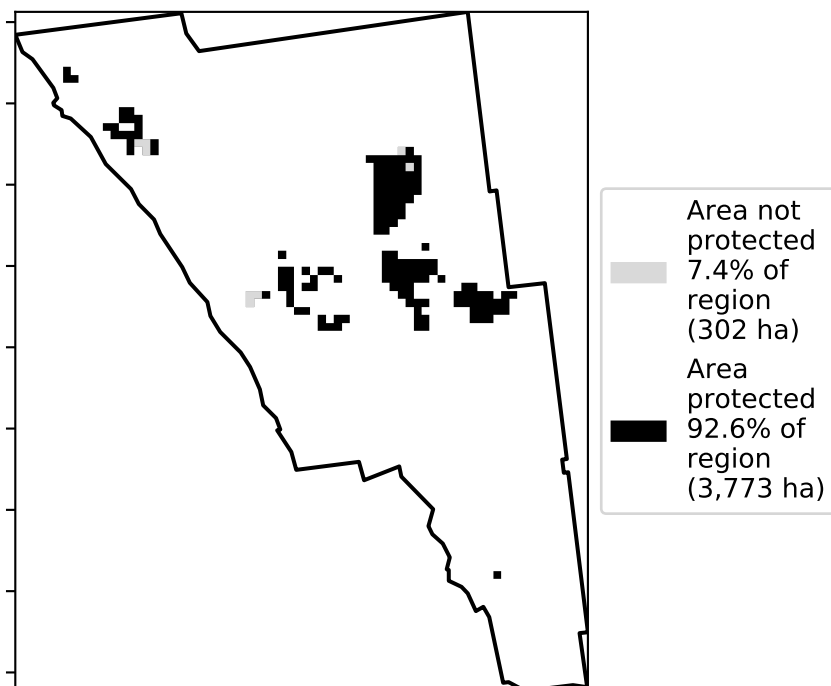 Area not
protected
7.4% of
region
(302 ha)
Area
protected
92.6% of
region
(3,773 ha)